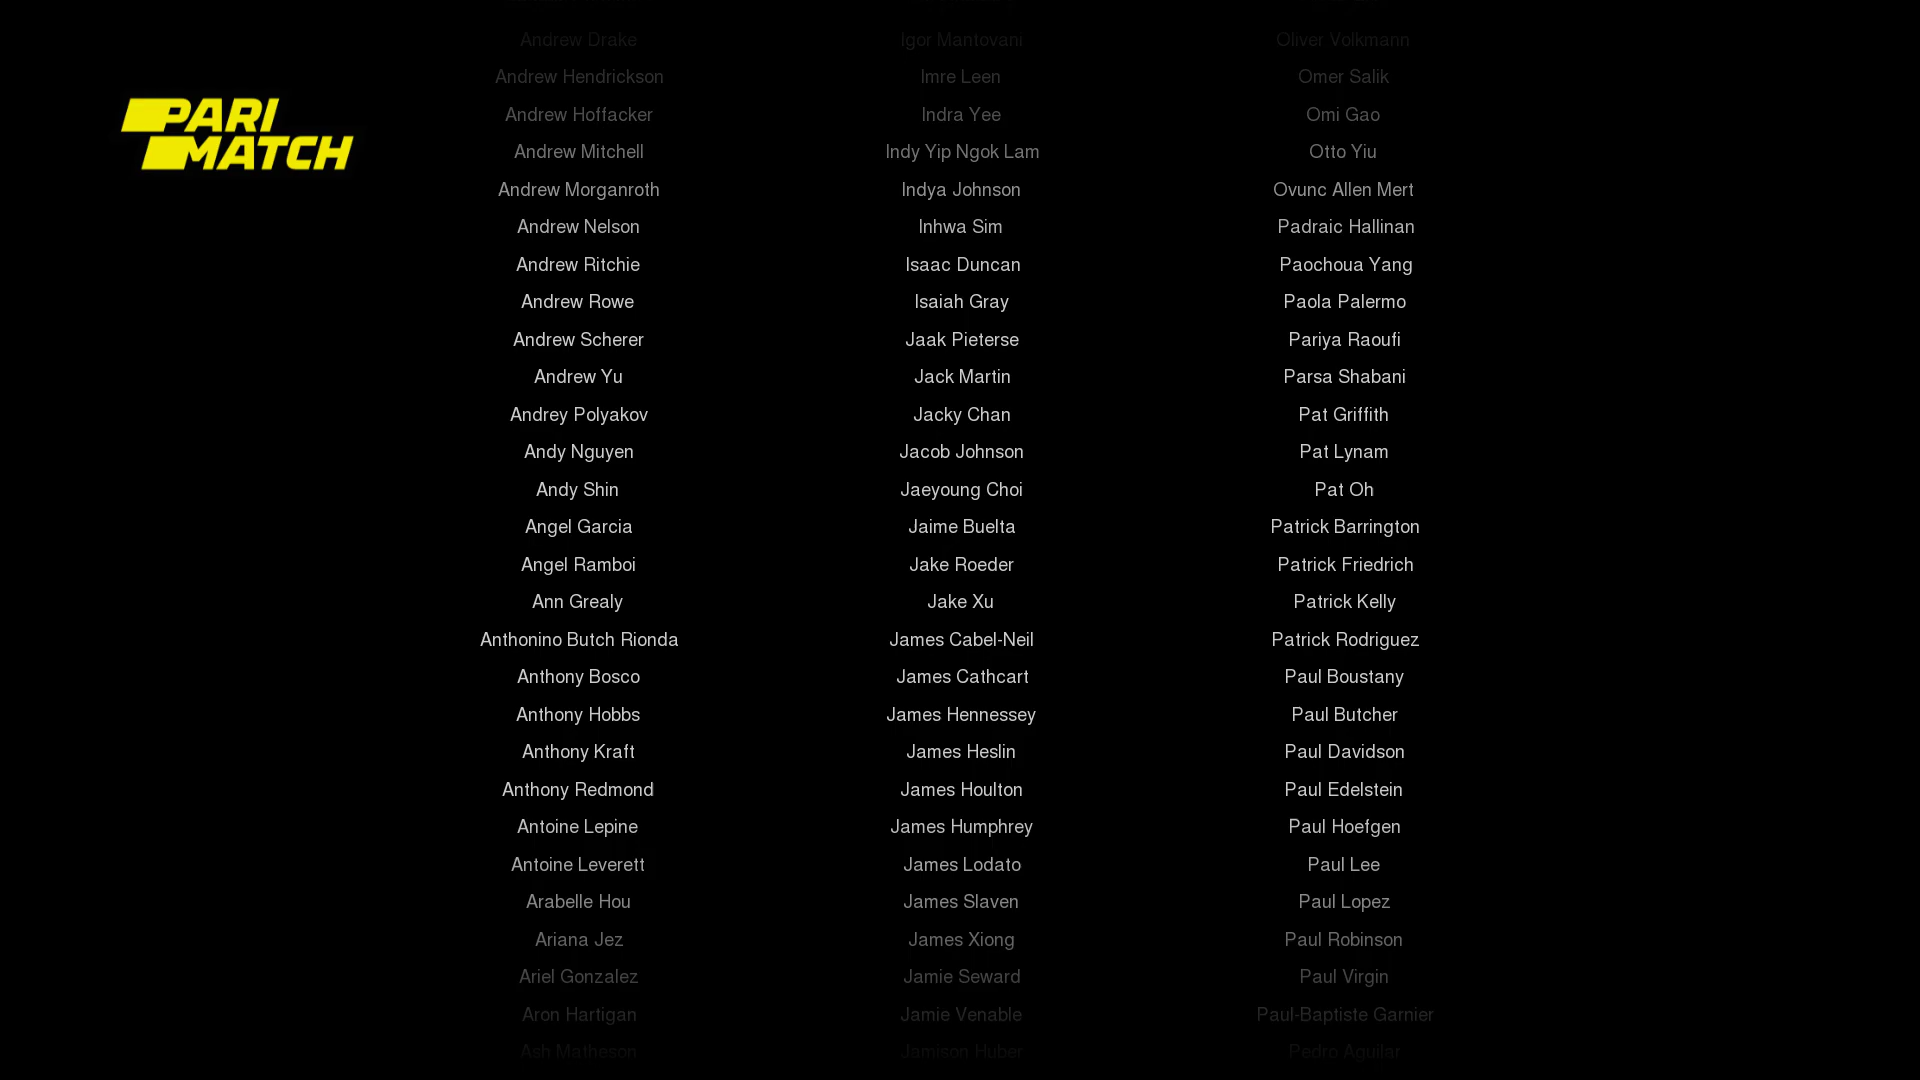 PARI
MATCH
Andrew Drake
Andrew Hendrickson
Andrew Hoffacker
Andrew Mitchell
Andrew Morganroth
Andrew Nelson
Andrew Ritchie
Andrew Rowe
Andrew Scherer
Andrew Yu
Andrey Polyakov
Andy Nguyen
Andy Shin
Angel Garcia
Angel Ramboi
Ann Grealy
Anthonino Butch Rionda
Anthony Bosco
Anthony Hobbs
Anthony Kraft
Anthony Redmond
Antoine Lepine
Antoine Leverett
Arabelle Hou
Ariana Jez
Ariel Gonzalez
Aron Hartigan
Ash Matheson
Igor Mantovani
Imre Leen
Indra Yee
Indy Yip Ngok Lam
Indya Johnson
Inhwa Sim
Isaac Duncan
Isaiah Gray
Jaak Pieterse
Jack Martin
Jacky Chan
Jacob Johnson
Jaeyoung Choi
Jaime Buelta
Jake Roeder
Jake Xu
James Cabel-Neil
James Cathcart
James Hennessey
James Heslin
James Houlton
James Humphrey
James Lodato
James Slaven
James Xiong
Jamie Seward
Jamie Venable
Jamison Huber
Oliver Volkmann
Omer Salik
Omi Gao
Otto Yiu
Ovunc Allen Mert
Padraic Hallinan
Paochoua Yang
Paola Palermo
Pariya Raoufi
Parsa Shabani
Pat Griffith
Pat Lynam
Pat Oh
Patrick Barrington
Patrick Friedrich
Patrick Kelly
Patrick Rodriguez
Paul Boustany
Paul Butcher
Paul Davidson
Paul Edelstein
Paul Hoefgen
Paul Lee
Paul Lopez
Paul Robinson
Paul Virgin
Paul-Baptiste Garnier
Pedro Aguilar